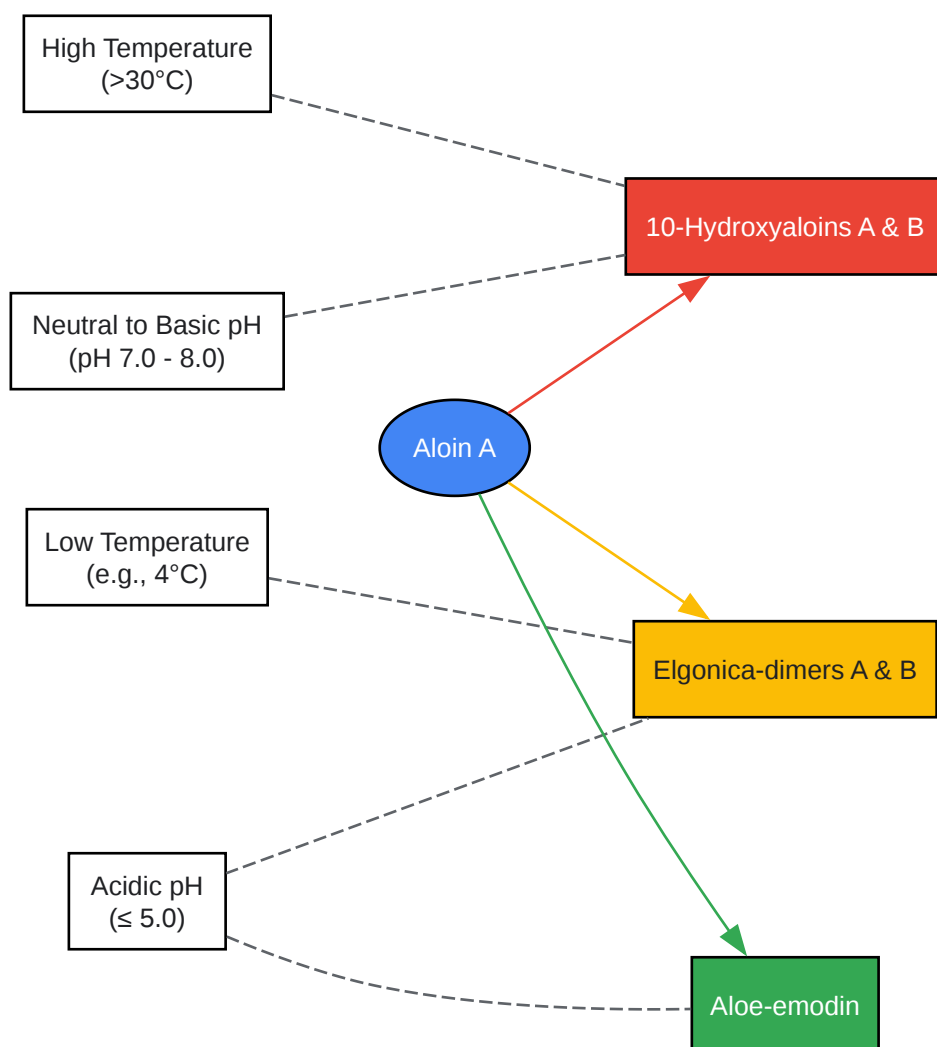 High Temperature
(>30°C)
10-Hydroxyaloins A & B
Neutral to Basic pH
(pH 7.0 - 8.0)
Aloin A
Low Temperature
(e.g., 4°C)
Elgonica-dimers A & B
Acidic pH
(≤ 5.0)
Aloe-emodin